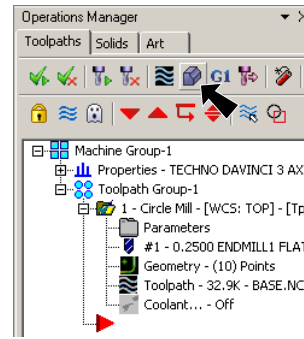 Operations Manager
Toolpaths Solids Art
G1
Machine Group-1
Properties - TECHNO DAVINCI 3 AX
Toolpath Group-1
1 - Circle Mill - [WCS: TOP] - [Tp
Parameters
#1 - 0.2500 ENDMILL1 FLAT
Geometry - (10) Points
Toolpath - 32.9K - BASE.NC
Coolant... - Off